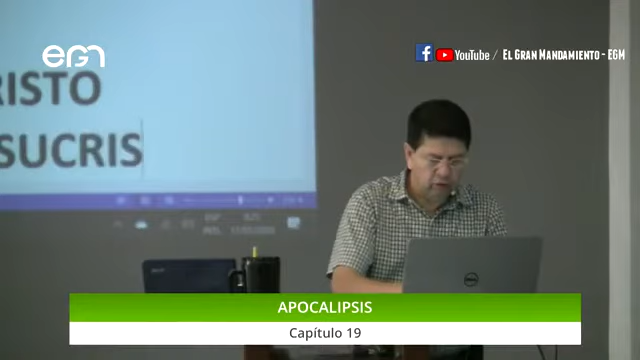 EGM
YouTube / El Gran Mandamiento - EGM
RISTO
SUCRIS
DELL
APOCALIPSIS
Capítulo 19